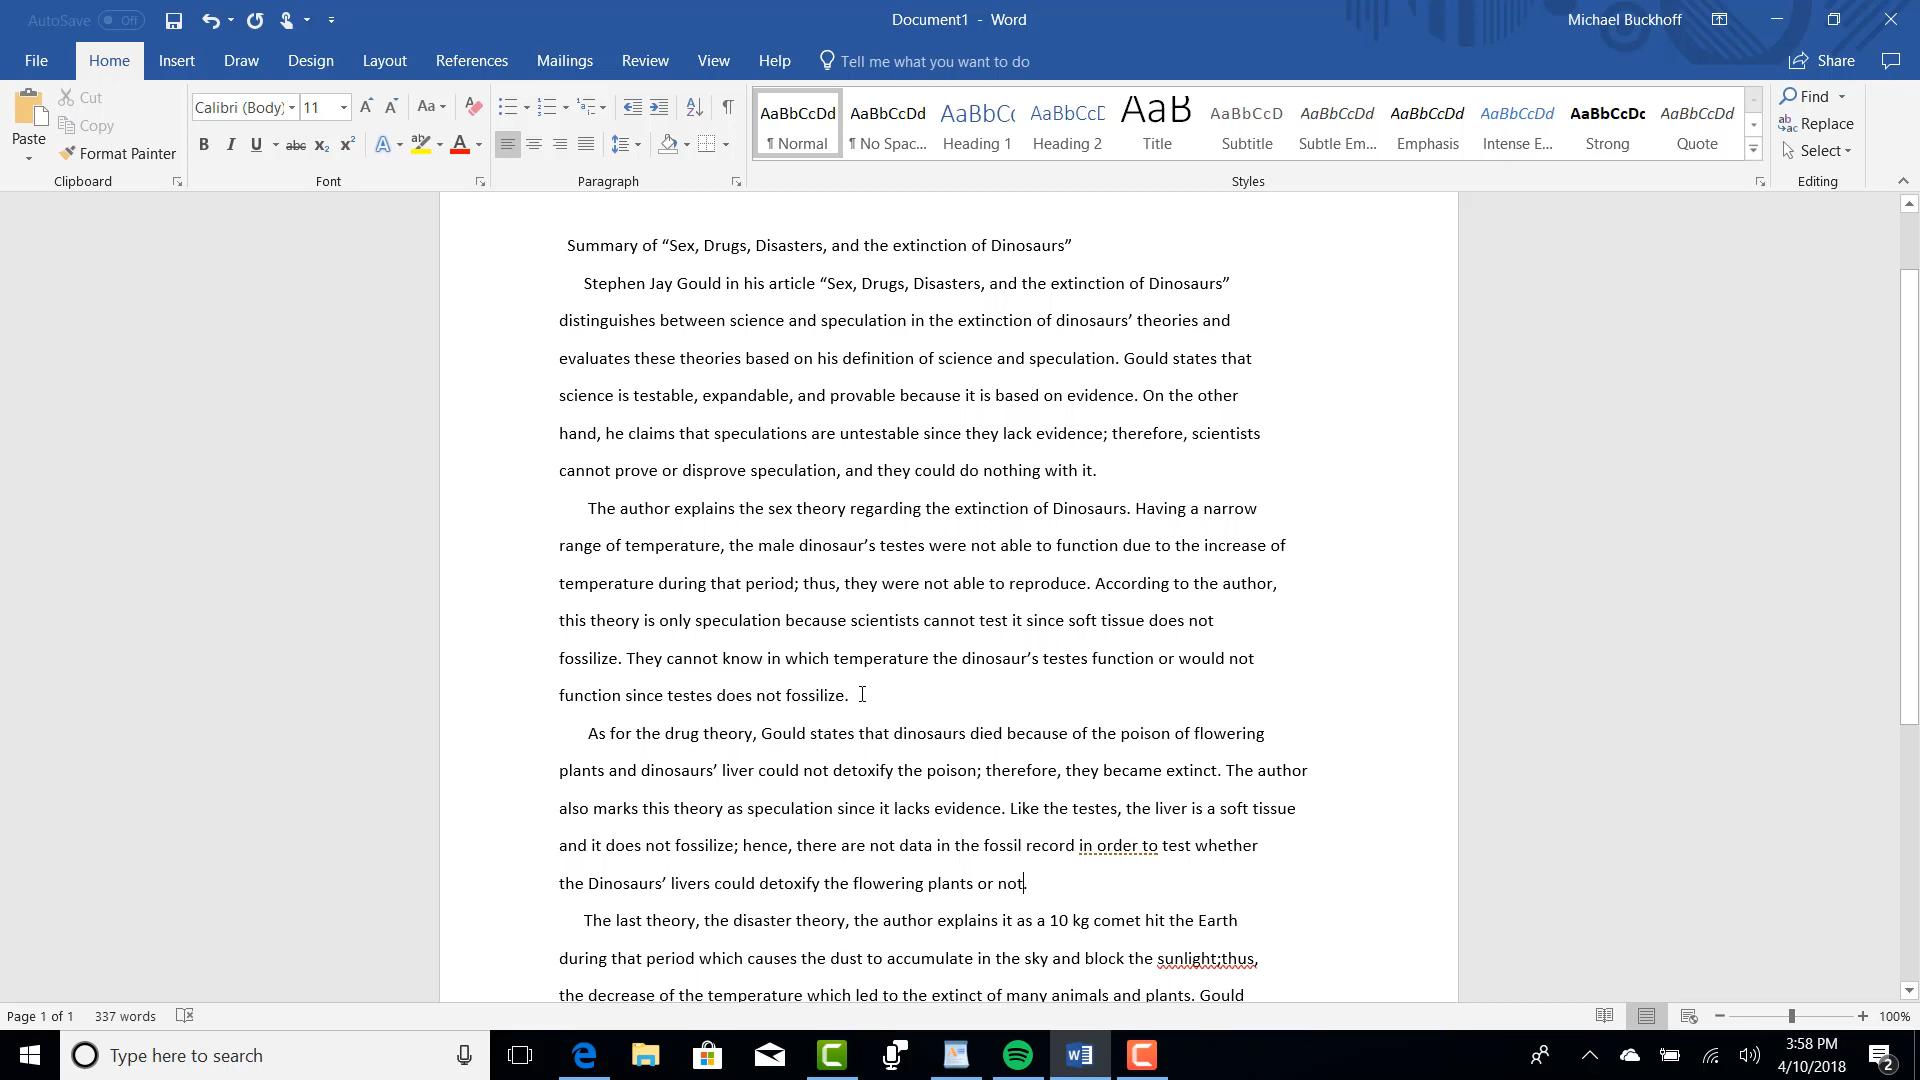 AutoSave Off
Document1 - Word
Michael Buckhoff
File Home Insert Draw Design Layout References Mailings Review View Help Tell me what you want to do
Share
Paste
Cut
Copy
Format Painter
Clipboard
Calibri (Body) 11
Aa
B I U abc x₂ x²
A A
Font
Paragraph
AaBbCcDd
¶ Normal
AaBbCcDd
¶ No Spac...
AaBbC(
Heading 1
AaBbCcC
Heading 2
AaB
Title
AaBbCcD
Subtitle
AaBbCcDd
Subtle Em...
AaBbCcDd
Emphasis
AaBbCcDd
Intense E...
AaBbCcDc
Strong
AaBbCcDd
Quote
Styles
Find
Replace
Select
Editing
Summary of “Sex, Drugs, Disasters, and the extinction of Dinosaurs”
Stephen Jay Gould in his article “Sex, Drugs, Disasters, and the extinction of Dinosaurs”
distinguishes between science and speculation in the extinction of dinosaurs’ theories and
evaluates these theories based on his definition of science and speculation. Gould states that
science is testable, expandable, and provable because it is based on evidence. On the other
hand, he claims that speculations are untestable since they lack evidence; therefore, scientists
cannot prove or disprove speculation, and they could do nothing with it.
The author explains the sex theory regarding the extinction of Dinosaurs. Having a narrow
range of temperature, the male dinosaur’s testes were not able to function due to the increase of
temperature during that period; thus, they were not able to reproduce. According to the author,
this theory is only speculation because scientists cannot test it since soft tissue does not
fossilize. They cannot know in which temperature the dinosaur’s testes function or would not
function since testes does not fossilize.
As for the drug theory, Gould states that dinosaurs died because of the poison of flowering
plants and dinosaurs’ liver could not detoxify the poison; therefore, they became extinct. The author
also marks this theory as speculation since it lacks evidence. Like the testes, the liver is a soft tissue
and it does not fossilize; hence, there are not data in the fossil record in order to test whether
the Dinosaurs’ livers could detoxify the flowering plants or not.
The last theory, the disaster theory, the author explains it as a 10 kg comet hit the Earth
during that period which causes the dust to accumulate in the sky and block the sunlight;thus,
the decrease of the temperature which led to the extinct of many animals and plants. Gould
Page 1 of 1 337 words
100%
Type here to search
3:58 PM
4/10/2018
2